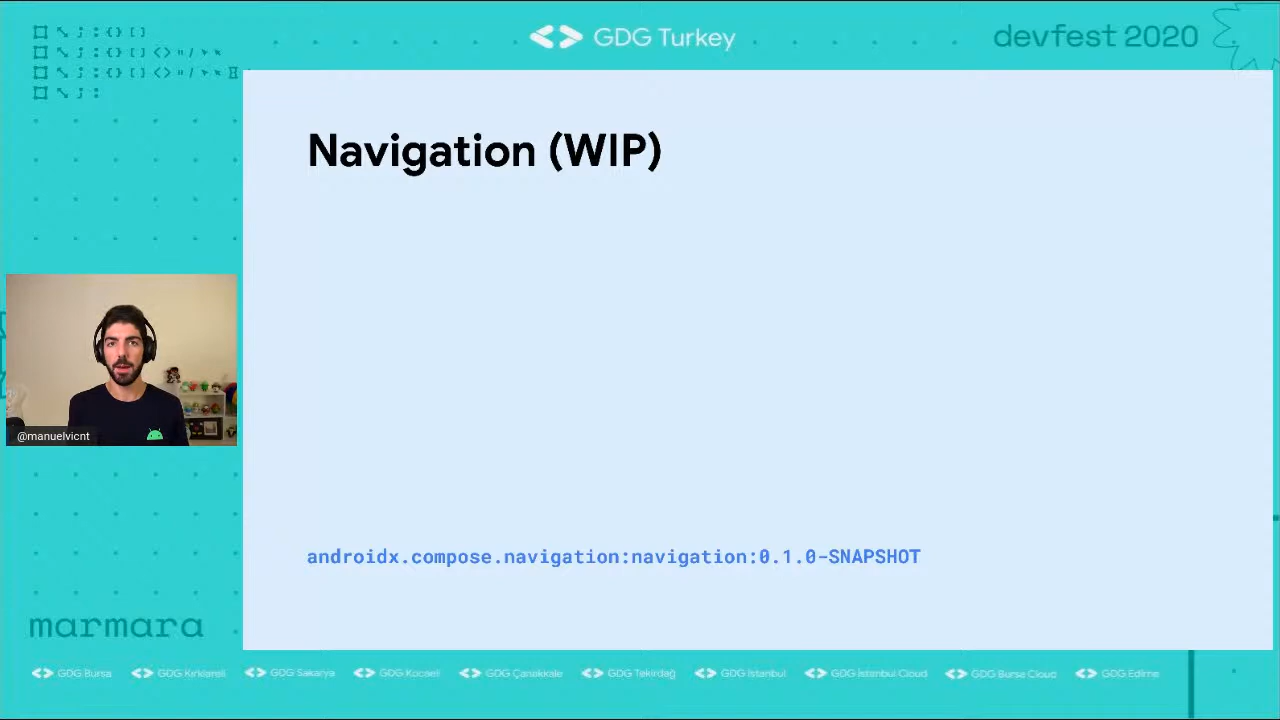 GDG Turkey
devfest 2020
Navigation (WIP)
@manuelvicnt
androidx.compose.navigation:navigation:0.1.0-SNAPSHOT
marmara
GDG Bursa
GDG Kırklareli
GDG Sakarya
GDG Kocaeli
GDG Çanakkale
GDG Tekirdağ
GDG İstanbul
GDG İstanbul Cloud
GDG Bursa Cloud
GDG Edirne